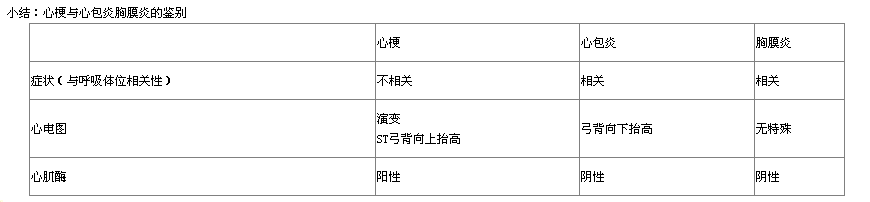 小结：心梗与心包炎胸膜炎的鉴别
心梗 心包炎 胸膜炎
症状（与呼吸体位相关性） 不相关 相关 相关
心电图 演变 弓背向下抬高 无特殊
ST弓背向上抬高
心肌酶 阳性 阴性 阴性